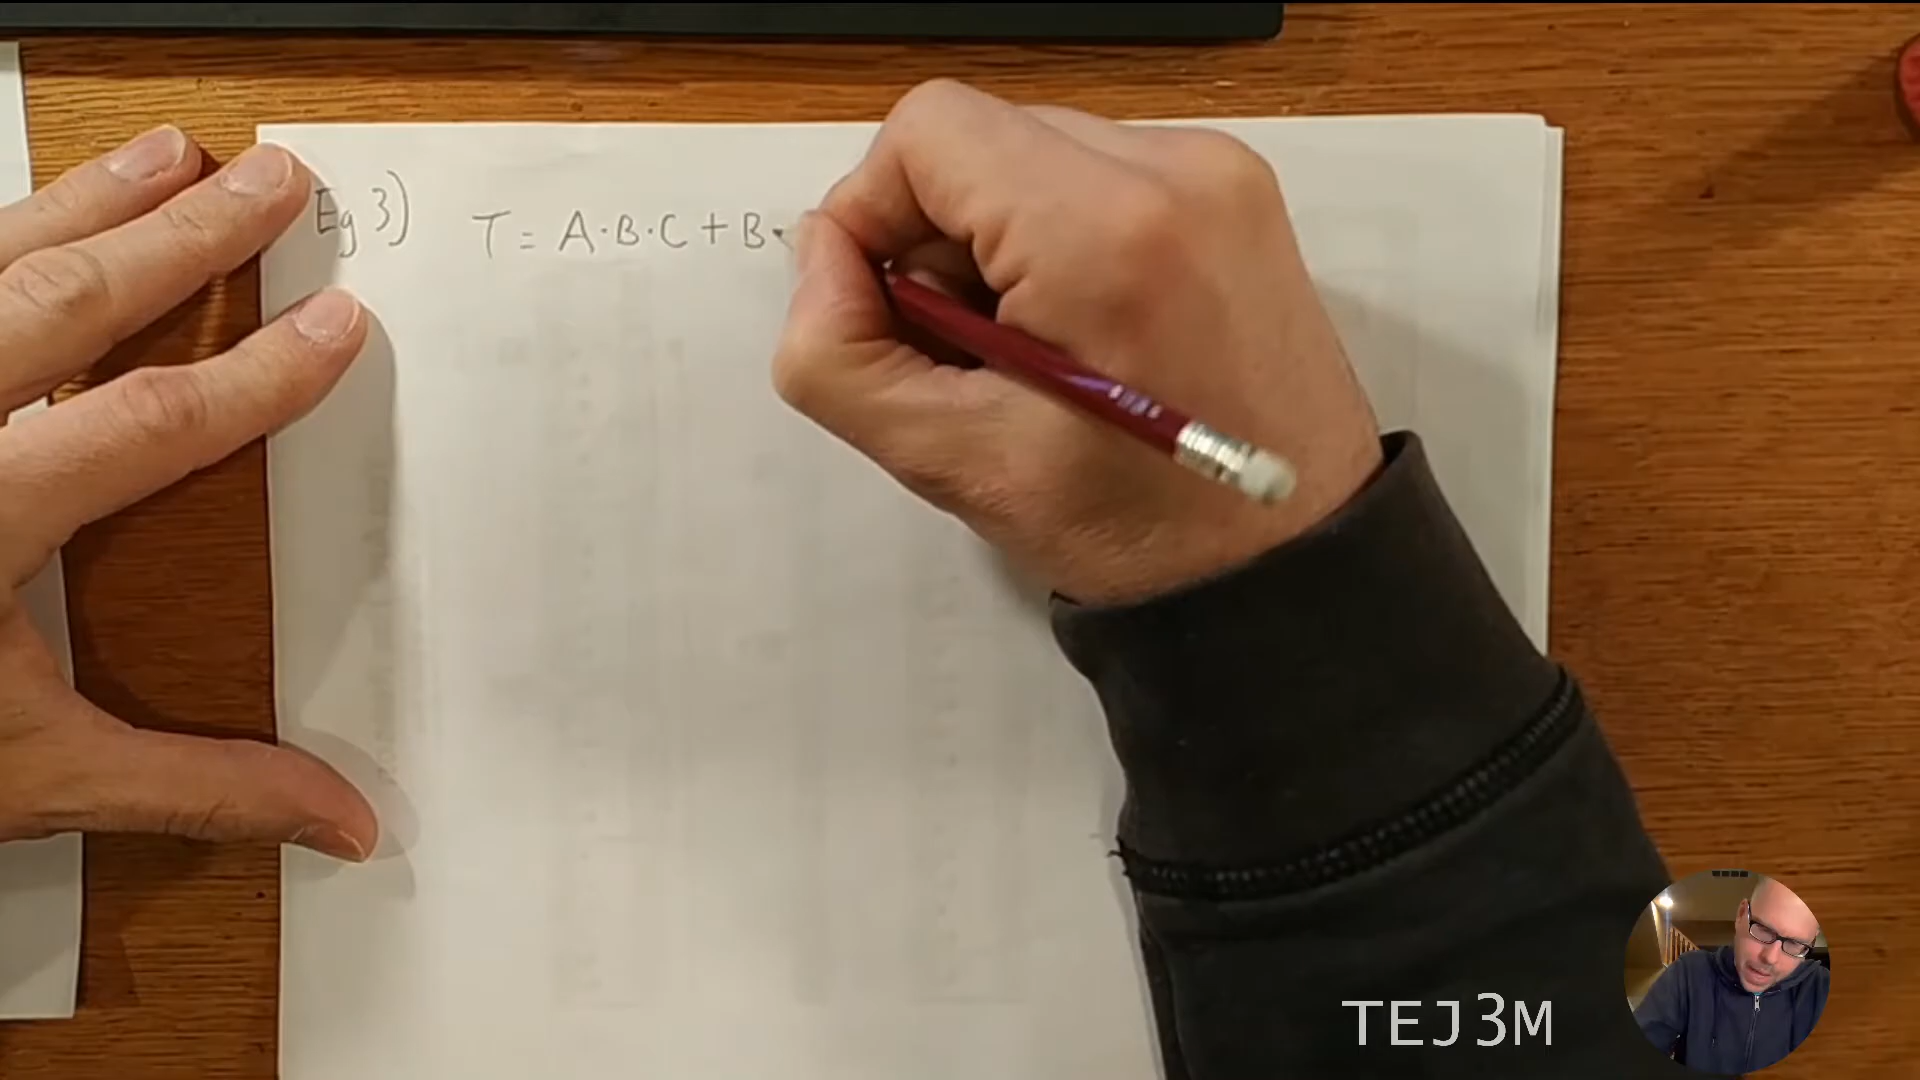 Eg 3) T = A·B·C + B·
TEJ3M